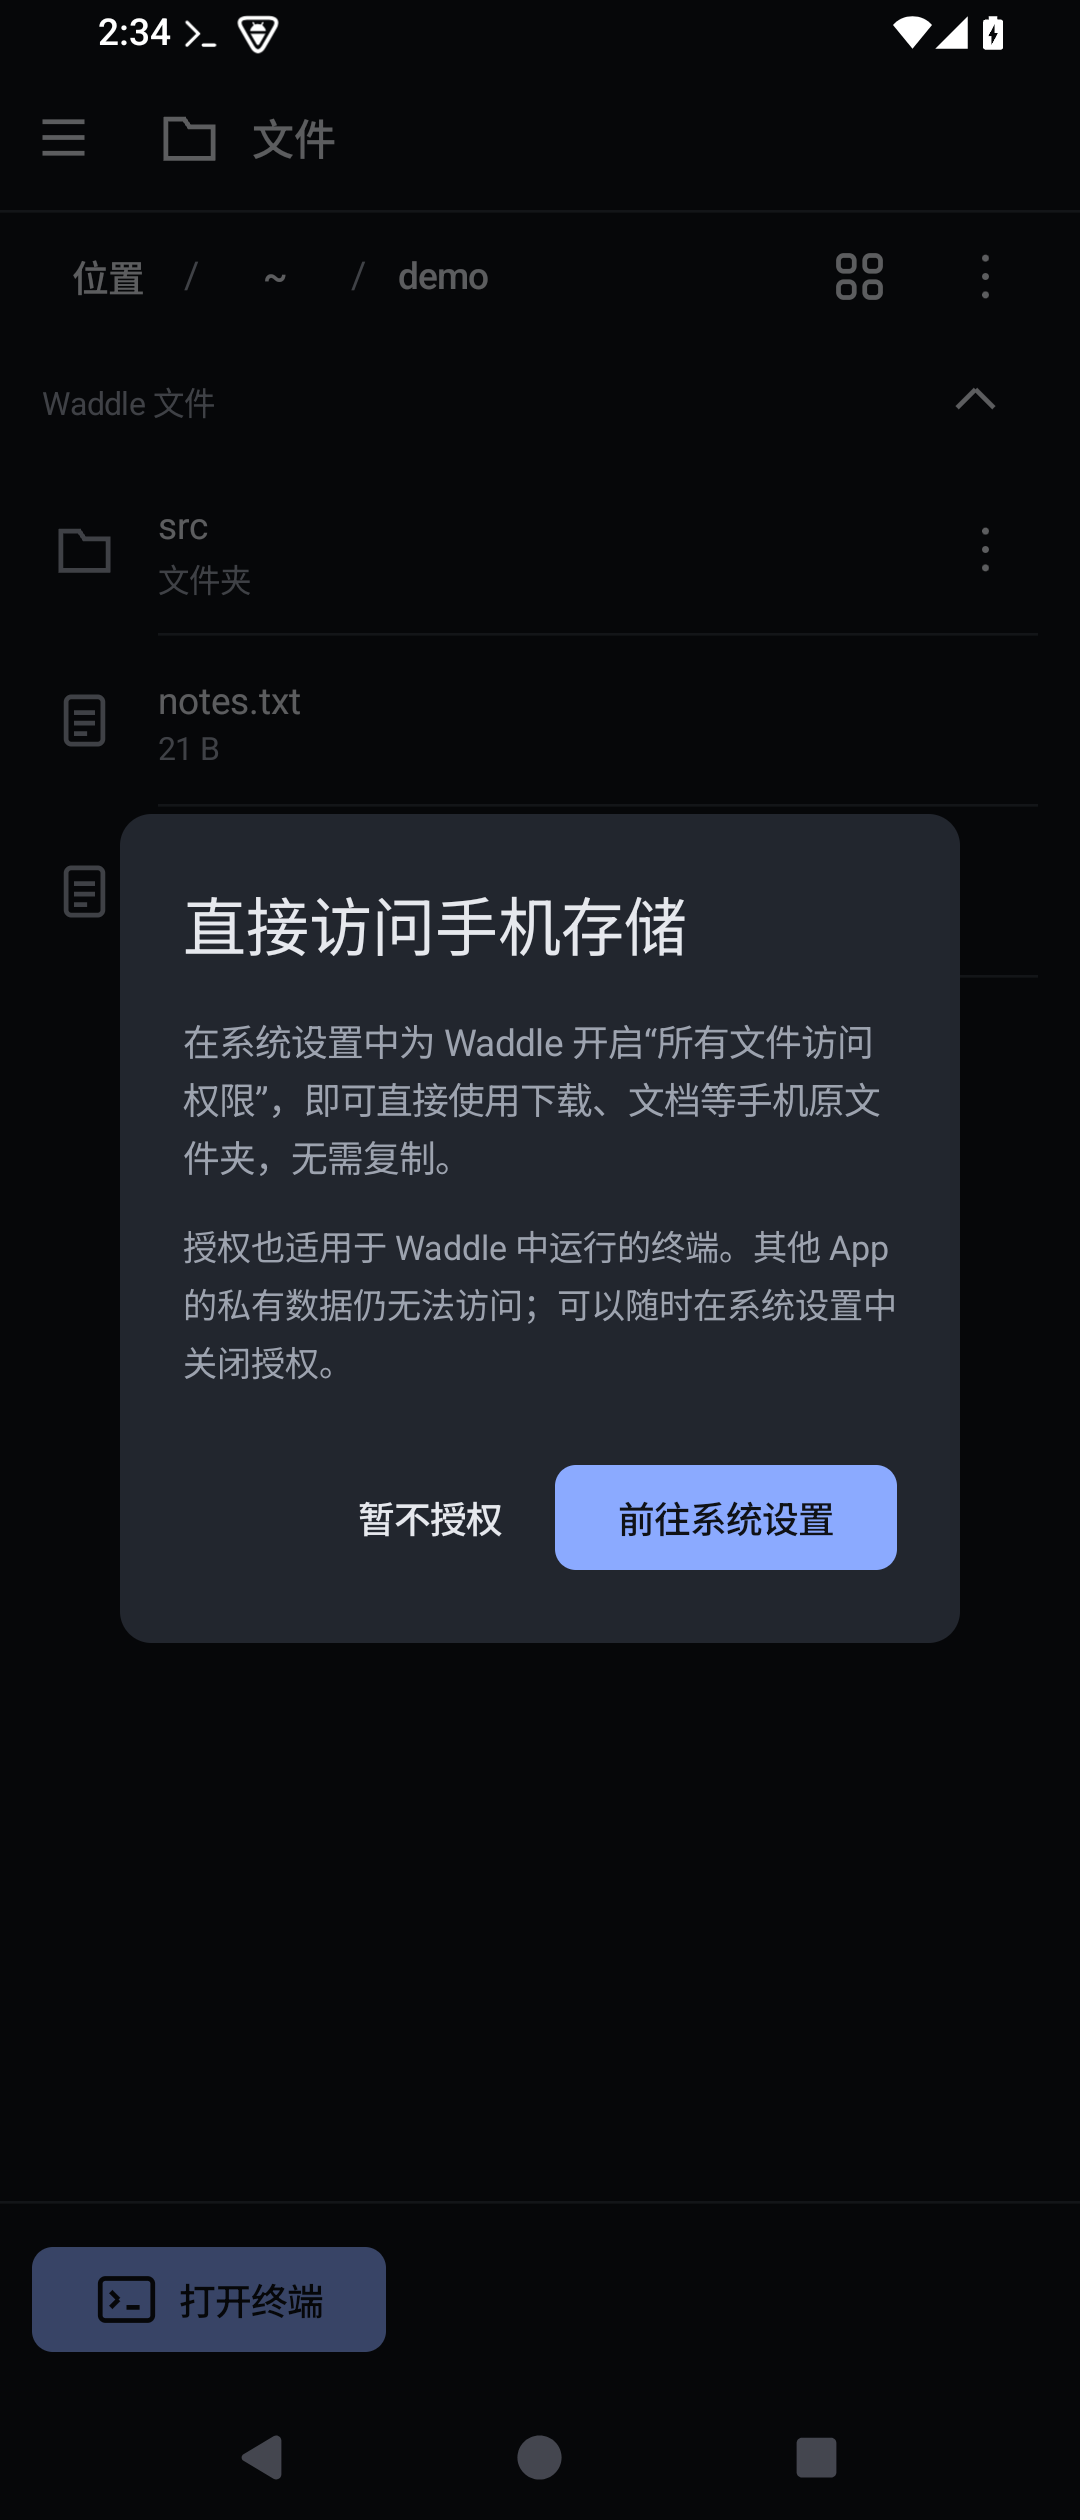 2:34
文件
位置 / ~ / demo
Waddle 文件
src
文件夹
notes.txt
21 B
直接访问手机存储
在系统设置中为 Waddle 开启“所有文件访问
权限”，即可直接使用下载、文档等手机原文
件夹，无需复制。
授权也适用于 Waddle 中运行的终端。其他 App
的私有数据仍无法访问；可以随时在系统设置中
关闭授权。
暂不授权
前往系统设置
打开终端